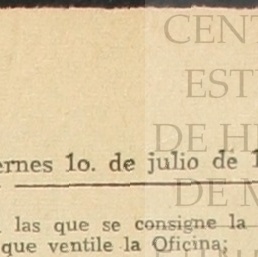 CENT
EST
ernes 1o. de julio de 1
DE H
DE M
las que se consigne la
que ventile la Oficina;